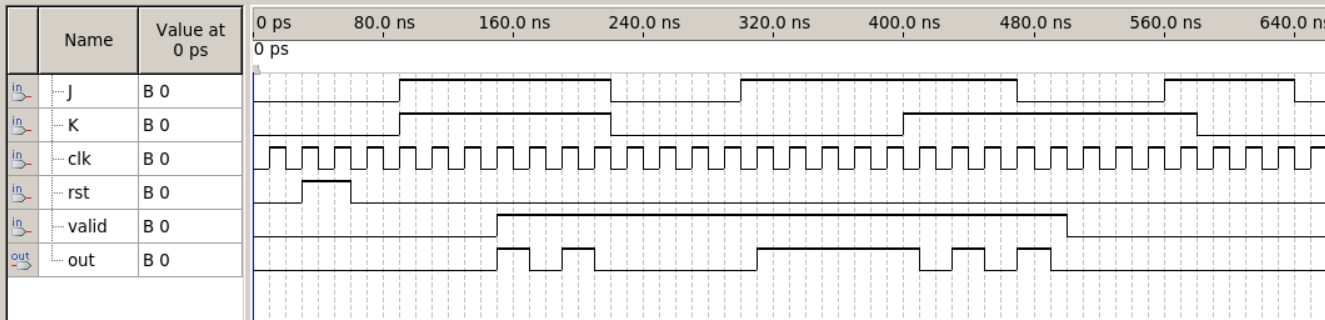 Name
Value at
0 ps
0 ps 80.0 ns 160.0 ns 240.0 ns 320.0 ns 400.0 ns 480.0 ns 560.0 ns 640.0 n
0 ps
in J B 0
in K B 0
in clk B 0
in rst B 0
in valid B 0
out out B 0